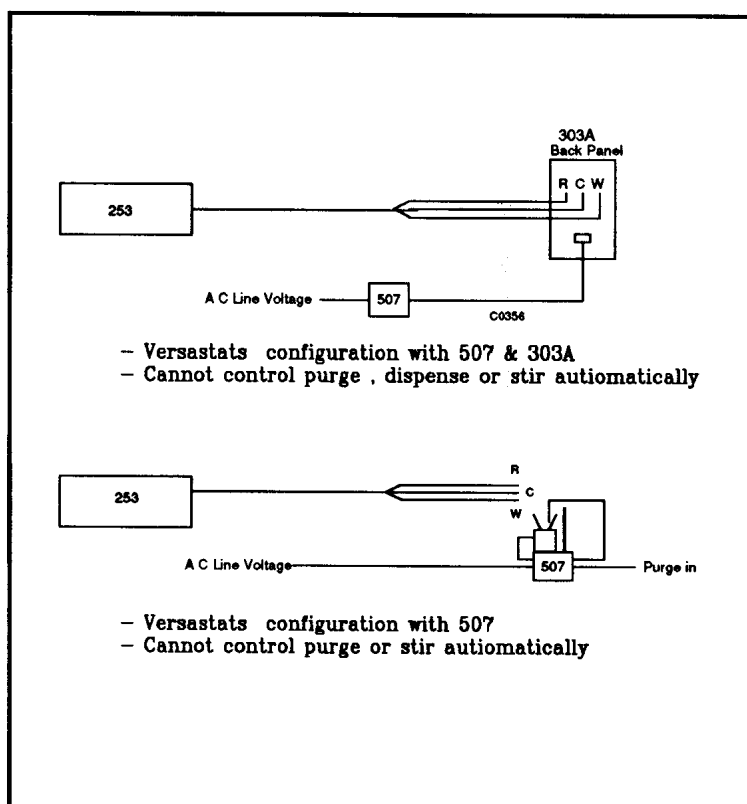 303A
Back Panel
R C W
253
A C Line Voltage
507
C0356
- Versastats configuration with 507 & 303A
- Cannot control purge , dispense or stir autiomatically
R
253
C
W
A C Line Voltage
507
Purge in
- Versastats configuration with 507
- Cannot control purge or stir autiomatically